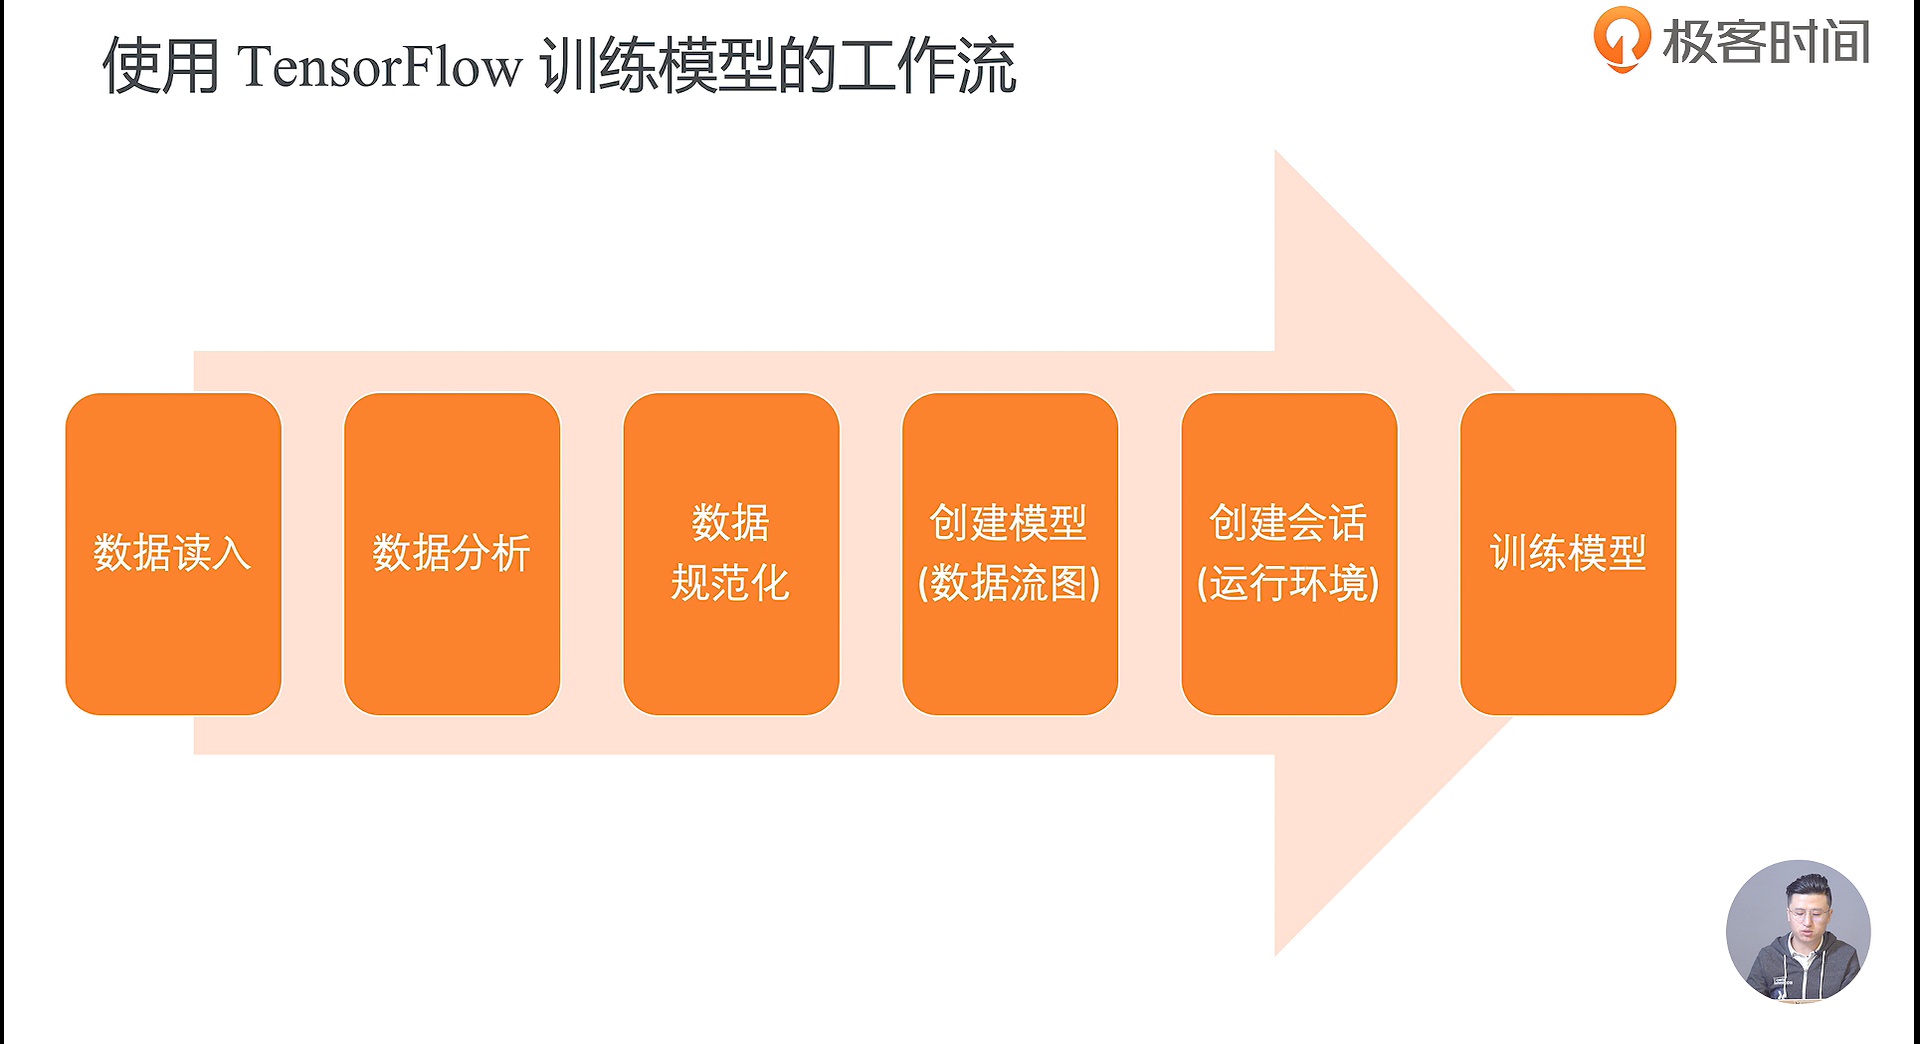 使用 TensorFlow 训练模型的工作流
极客时间
数据读入
数据分析
数据
规范化
创建模型
(数据流图)
创建会话
(运行环境)
训练模型